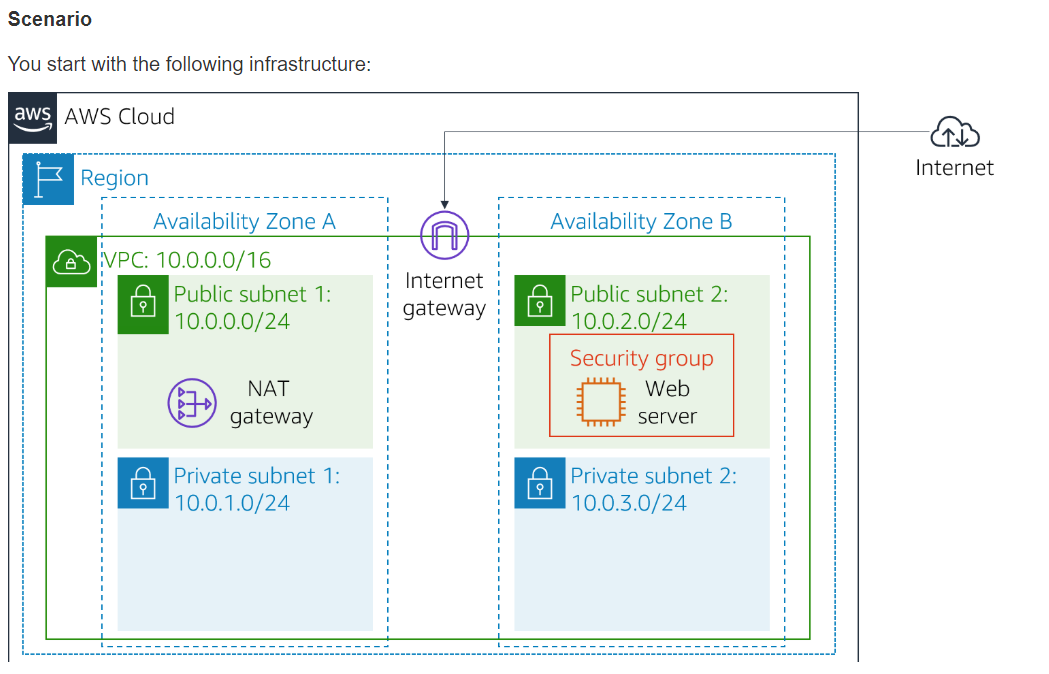 Scenario
You start with the following infrastructure:
aws
AWS Cloud
Internet
Region
Availability Zone A
Availability Zone B
VPC: 10.0.0.0/16
Internet
gateway
Public subnet 1:
10.0.0.0/24
Public subnet 2:
10.0.2.0/24
NAT
gateway
Security group
Web
server
Private subnet 1:
10.0.1.0/24
Private subnet 2:
10.0.3.0/24